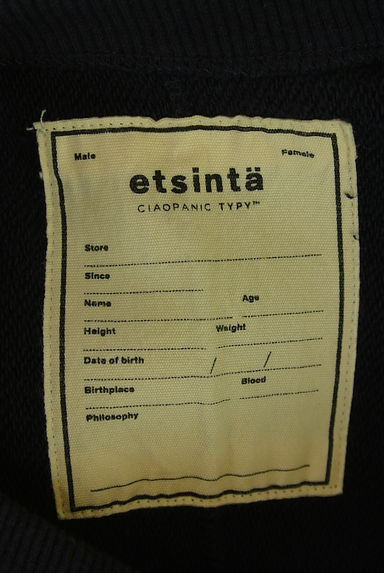 Male Female
etsintä
CIAOPANIC TYPY™
Store
Since
Name Age
Height Weight
Date of birth / /
Birthplace Blood
Philosophy